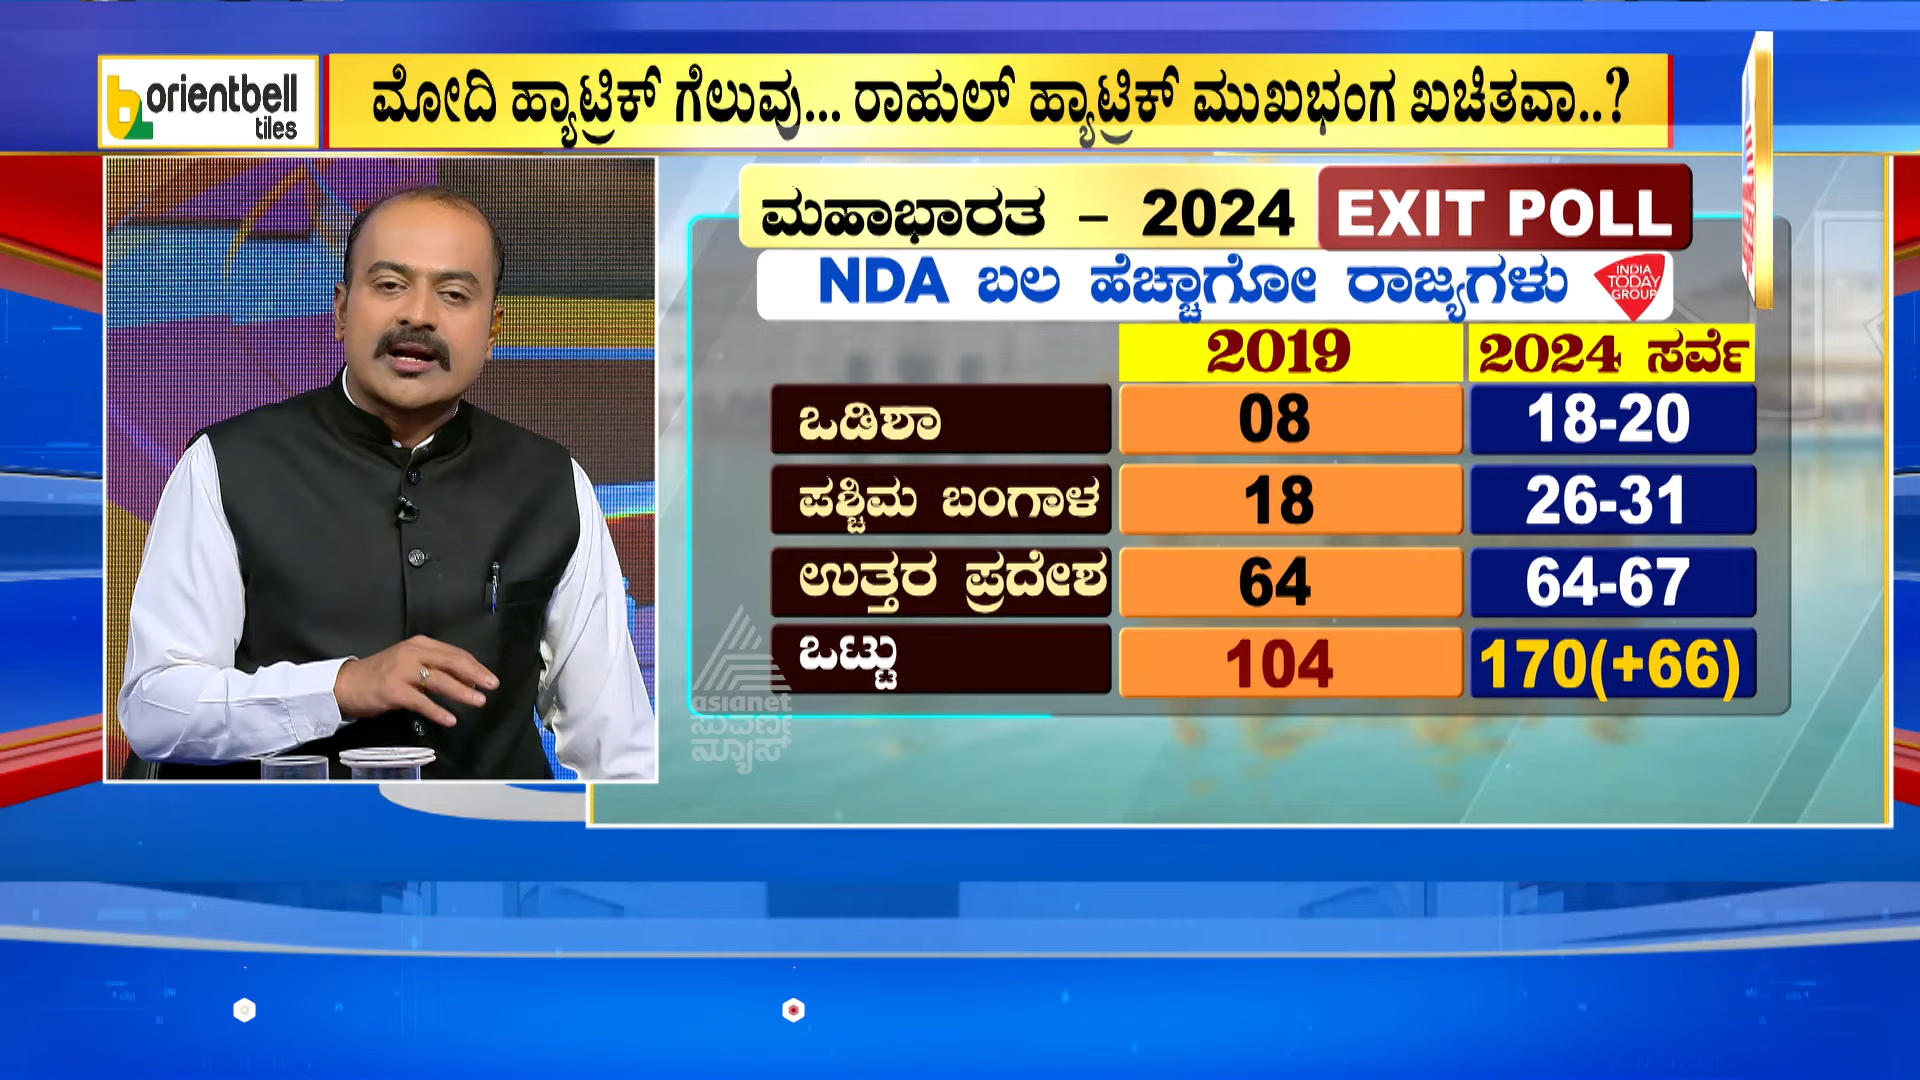 orientbell
tiles
ಮೋದಿ ಹ್ಯಾಟ್ರಿಕ್ ಗೆಲುವು... ರಾಹುಲ್ ಹ್ಯಾಟ್ರಿಕ್ ಮುಖಭಂಗ ಖಚಿತವಾ..?
ಮಹಾಭಾರತ – 2024 EXIT POLL
NDA ಬಲ ಹೆಚ್ಚಾಗೋ ರಾಜ್ಯಗಳು
INDIA
TODAY
GROUP
2019 2024 ಸರ್ವೆ
ಒಡಿಶಾ 08 18-20
ಪಶ್ಚಿಮ ಬಂಗಾಳ 18 26-31
ಉತ್ತರ ಪ್ರದೇಶ 64 64-67
ಒಟ್ಟು 104 170(+66)
asianet
ಸುವರ್ಣ
ನ್ಯೂಸ್